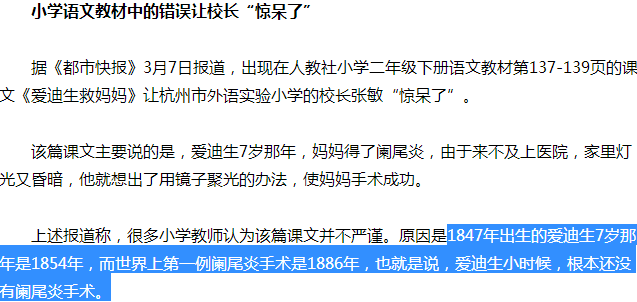 小学语文教材中的错误让校长“惊呆了”
据《都市快报》3月7日报道，出现在人教社小学二年级下册语文教材第137-139页的课
文《爱迪生救妈妈》让杭州市外语实验小学的校长张敏“惊呆了”。
该篇课文主要说的是，爱迪生7岁那年，妈妈得了阑尾炎，由于来不及上医院，家里灯
光又昏暗，他就想出了用镜子聚光的办法，使妈妈手术成功。
上述报道称，很多小学教师认为该篇课文并不严谨。原因是1847年出生的爱迪生7岁那
年是1854年，而世界上第一例阑尾炎手术是1886年，也就是说，爱迪生小时候，根本还没
有阑尾炎手术。